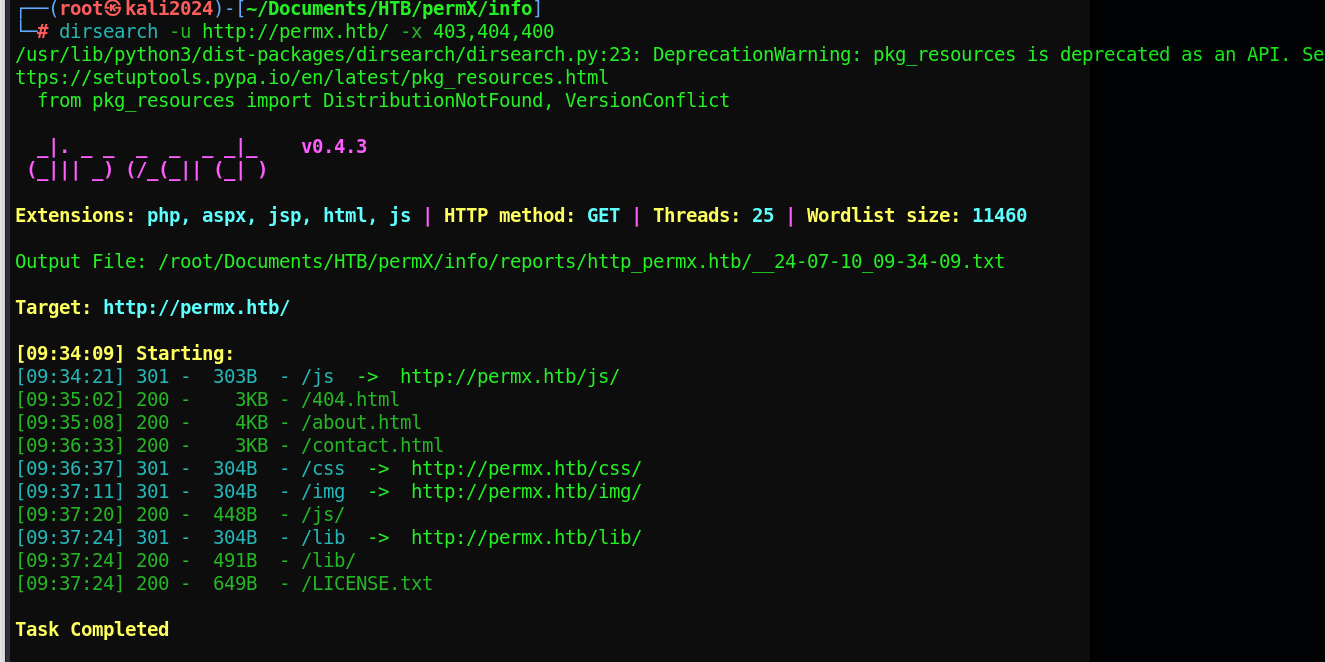 ┌──(root㉿kali2024)-[~/Documents/HTB/permX/info]
└─# dirsearch -u http://permx.htb/ -x 403,404,400
/usr/lib/python3/dist-packages/dirsearch/dirsearch.py:23: DeprecationWarning: pkg_resources is deprecated as an API. Se
ttps://setuptools.pypa.io/en/latest/pkg_resources.html
  from pkg_resources import DistributionNotFound, VersionConflict
  _|. _ _  _  _  _ _|_    v0.4.3
 (_||| _) (/_(_|| (_| )
Extensions: php, aspx, jsp, html, js | HTTP method: GET | Threads: 25 | Wordlist size: 11460
Output File: /root/Documents/HTB/permX/info/reports/http_permx.htb/__24-07-10_09-34-09.txt
Target: http://permx.htb/
[09:34:09] Starting:
[09:34:21] 301 -  303B  - /js  ->  http://permx.htb/js/
[09:35:02] 200 -    3KB - /404.html
[09:35:08] 200 -    4KB - /about.html
[09:36:33] 200 -    3KB - /contact.html
[09:36:37] 301 -  304B  - /css  ->  http://permx.htb/css/
[09:37:11] 301 -  304B  - /img  ->  http://permx.htb/img/
[09:37:20] 200 -  448B  - /js/
[09:37:24] 301 -  304B  - /lib  ->  http://permx.htb/lib/
[09:37:24] 200 -  491B  - /lib/
[09:37:24] 200 -  649B  - /LICENSE.txt
Task Completed